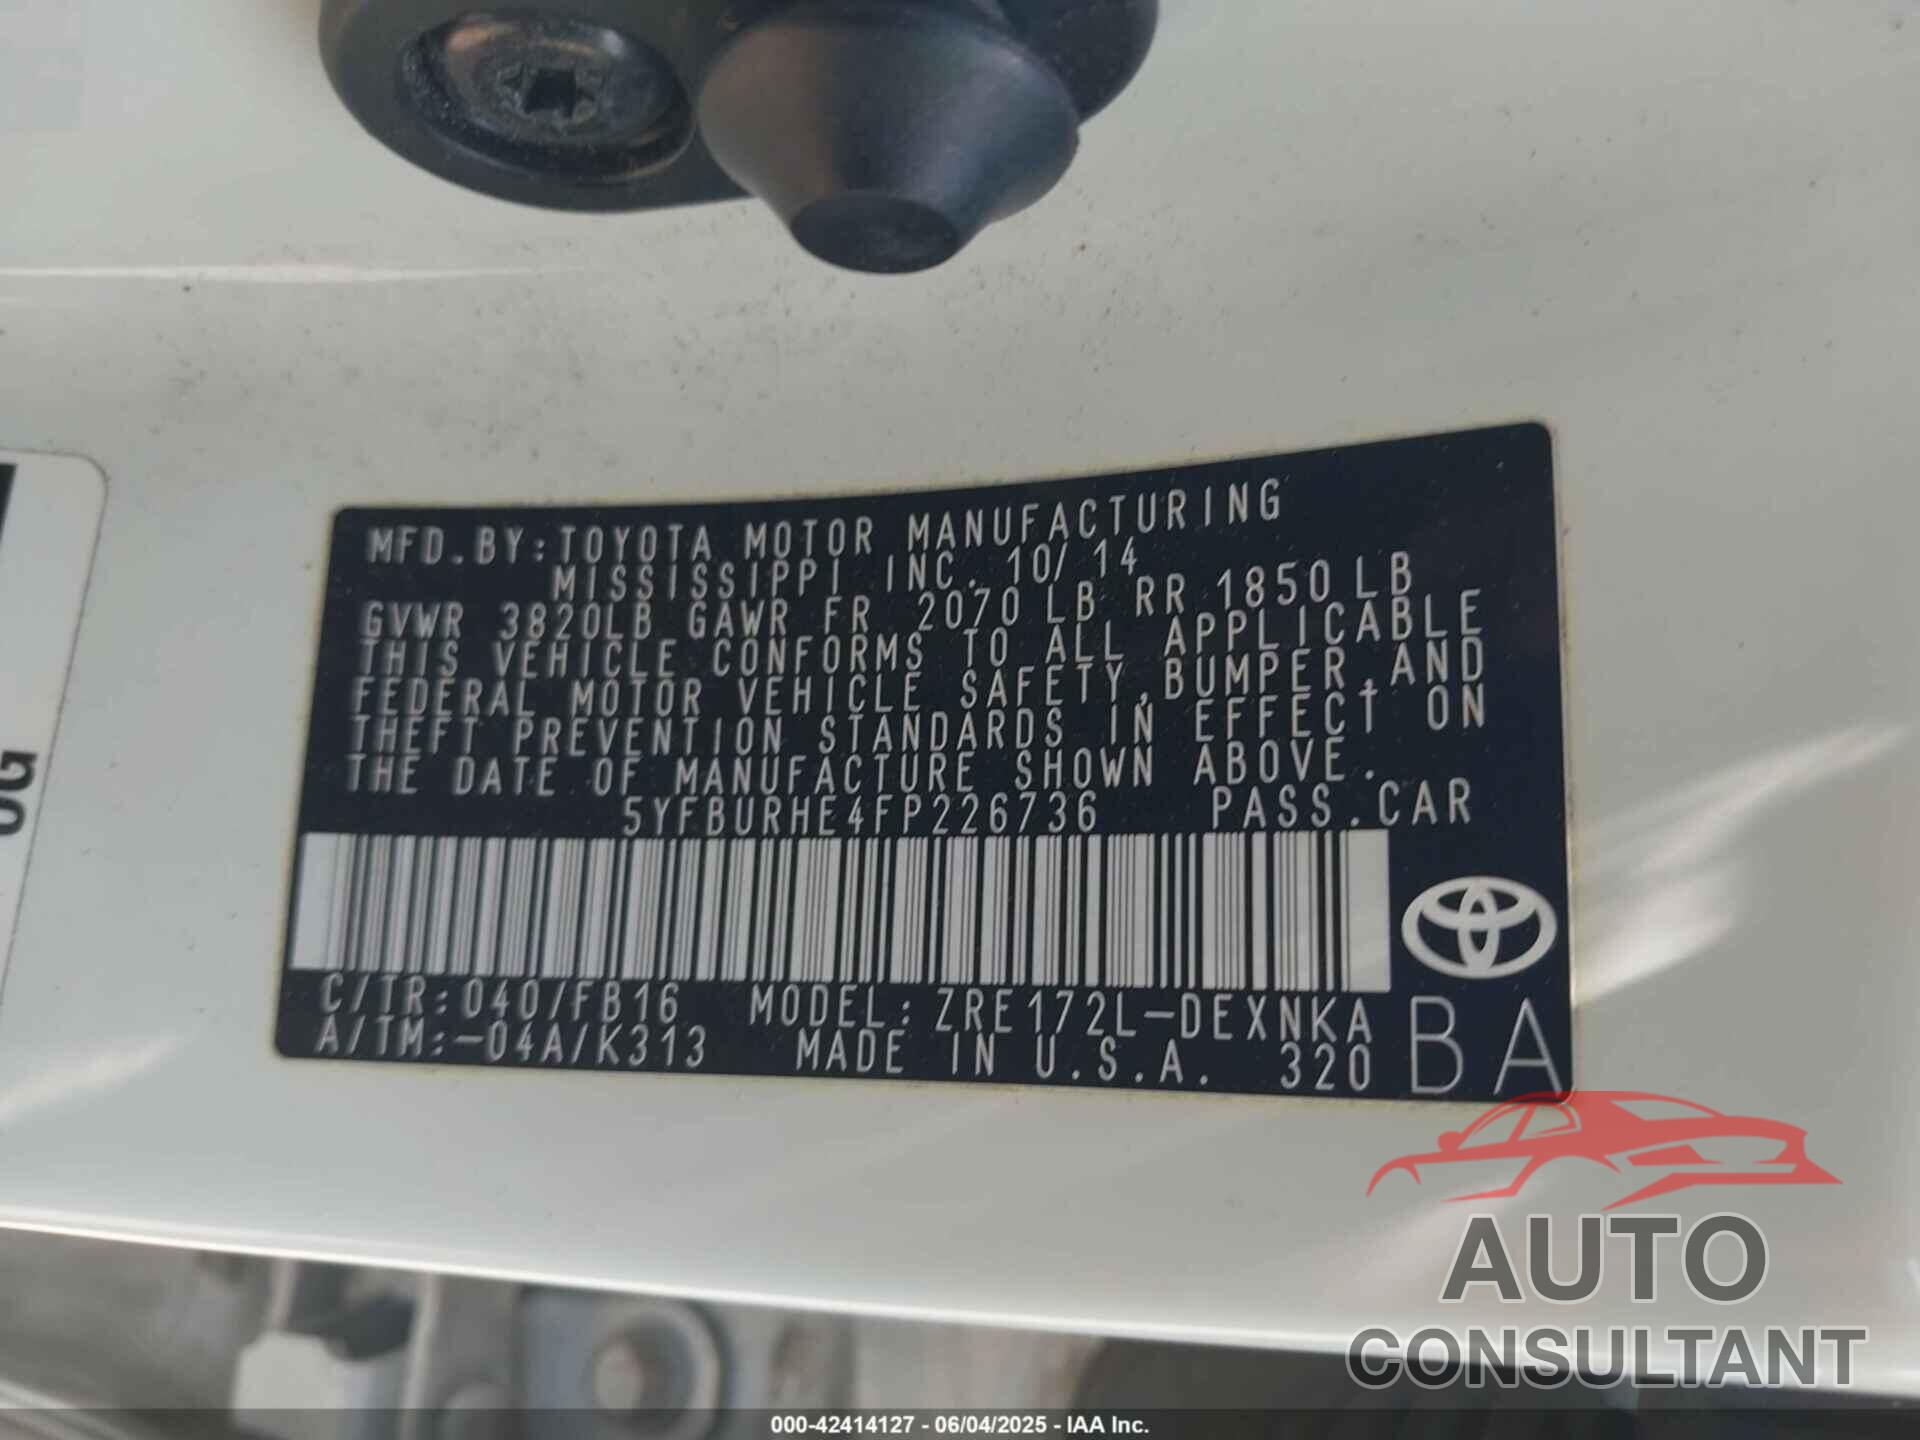 MFD.BY:TOYOTA MOTOR MANUFACTURING
MISSISSIPPI INC. 10/14
GVWR 3820LB GAWR FR 2070 LB RR 1850 LB
THIS VEHICLE CONFORMS TO ALL APPLICABLE
FEDERAL MOTOR VEHICLE SAFETY,BUMPER,AND
THEFT PREVENTION STANDARDS IN EFFECT ON
THE DATE OF MANUFACTURE SHOWN ABOVE.
5YFBURHE4FP226736 PASS.CAR
C/TR:040/FB16 MODEL:ZRE172L-DEXNKA
A/TM:-04A/K313 MADE IN U.S.A. 320
BA
AUTO
CONSULTANT
000-42414127 - 06/04/2025 - IAA Inc.